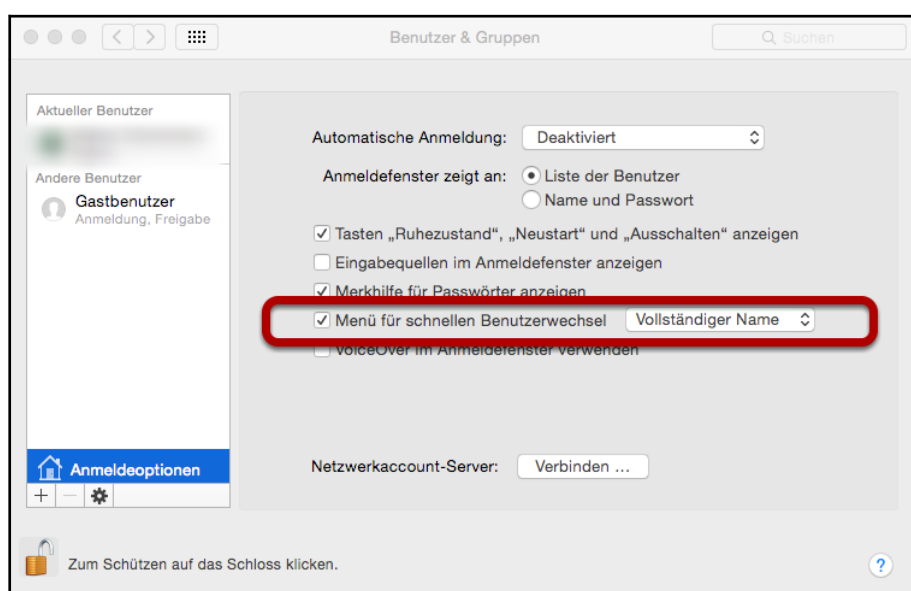 Benutzer & Gruppen
Suchen
Aktueller Benutzer
Andere Benutzer
Gastbenutzer
Anmeldung, Freigabe
Anmeldeoptionen
Automatische Anmeldung: Deaktiviert
Anmeldefenster zeigt an: Liste der Benutzer
Name und Passwort
Tasten „Ruhezustand“, „Neustart“ und „Ausschalten“ anzeigen
Eingabequellen im Anmeldefenster anzeigen
Merkhilfe für Passwörter anzeigen
Menü für schnellen Benutzerwechsel Vollständiger Name
VoiceOver im Anmeldefenster verwenden
Netzwerkaccount-Server: Verbinden ...
Zum Schützen auf das Schloss klicken.
?